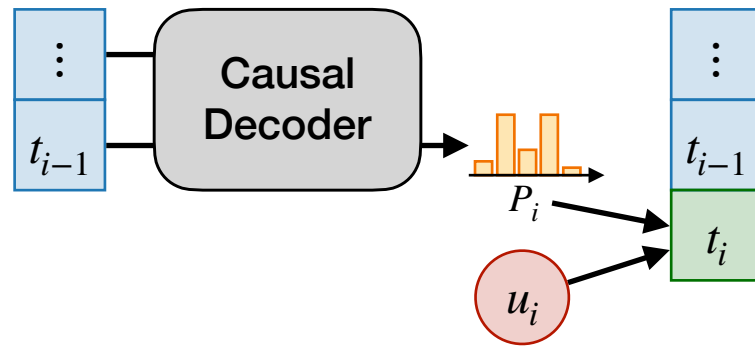 ⋮
t_{i−1}
Causal
Decoder
P_i
u_i
⋮
t_{i−1}
t_i